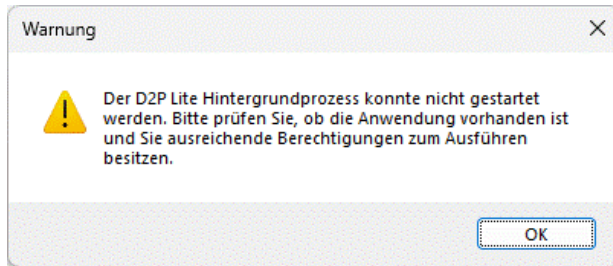 Warnung
Der D2P Lite Hintergrundprozess konnte nicht gestartet
werden. Bitte prüfen Sie, ob die Anwendung vorhanden ist
und Sie ausreichende Berechtigungen zum Ausführen
besitzen.
OK